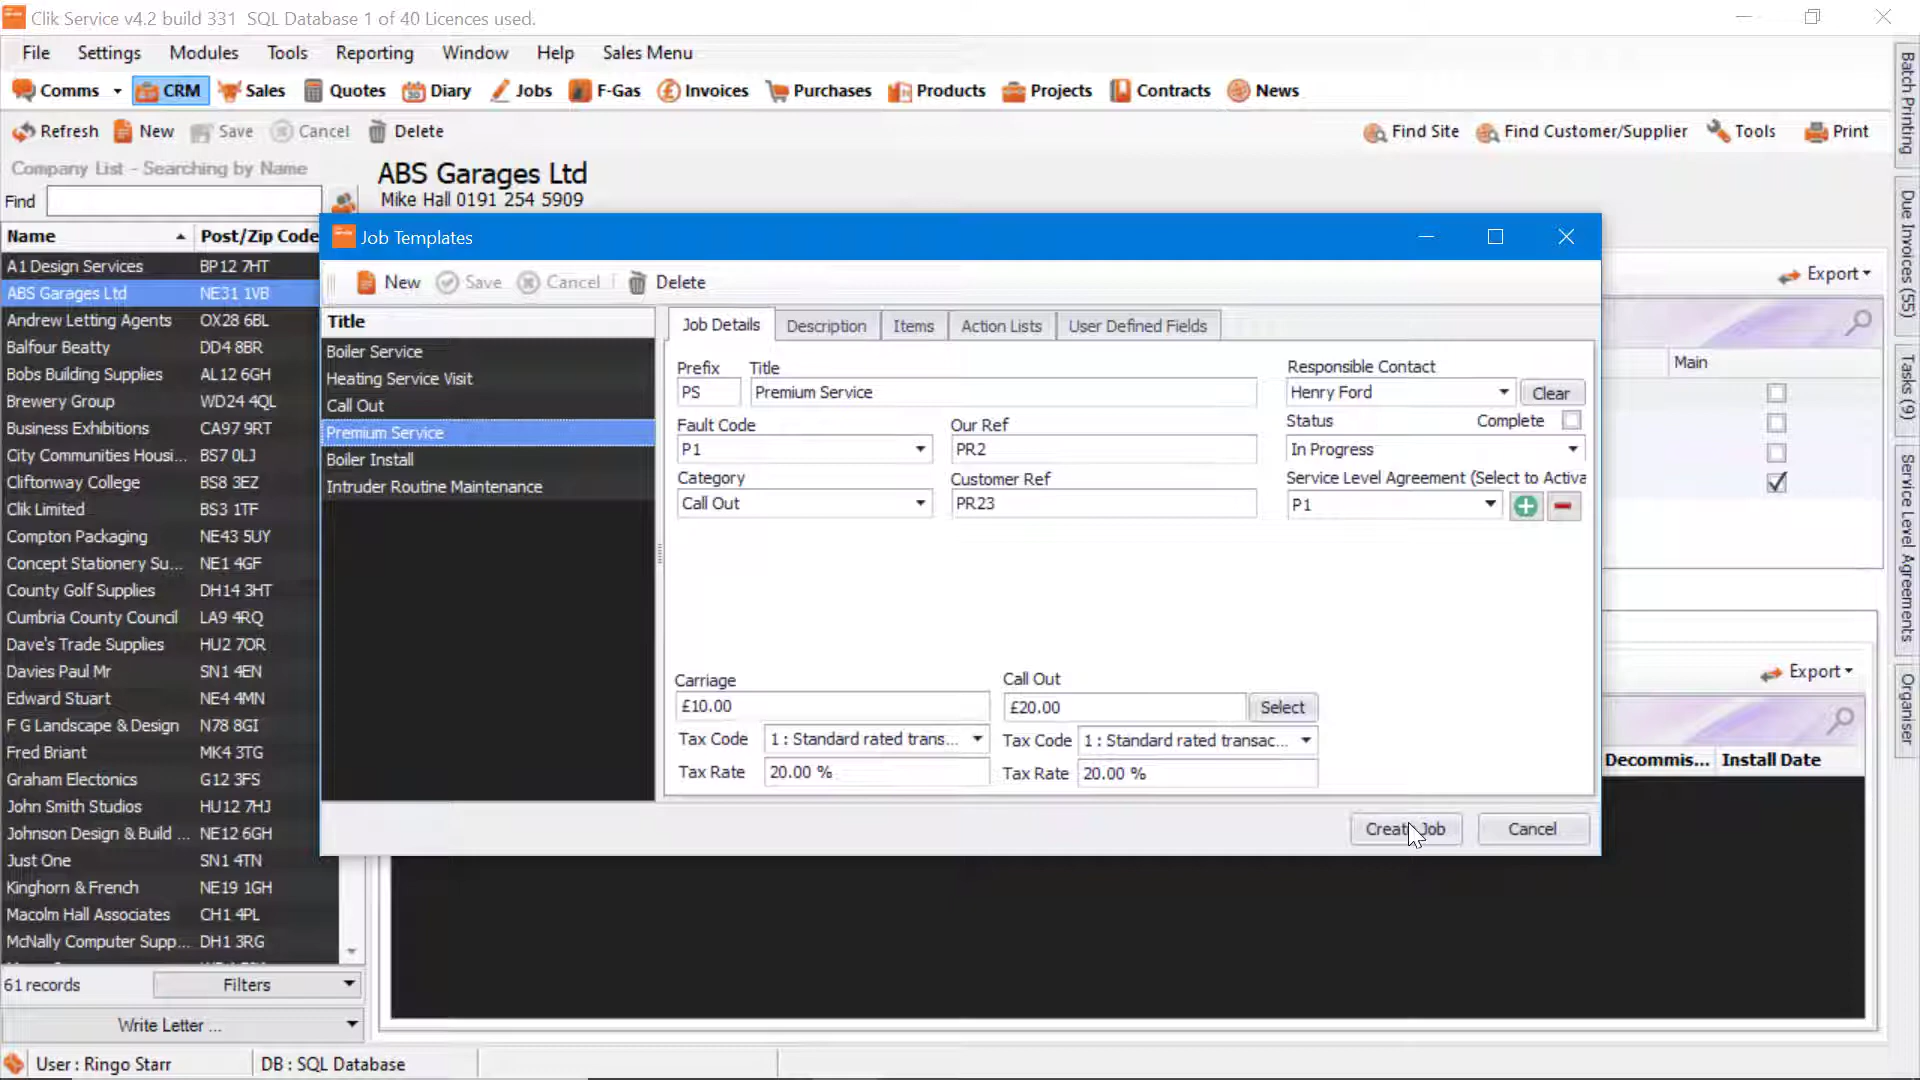 Clik Service v4.2 build 331  SQL Database 1 of 40 Licences used.
File Settings Modules Tools Reporting Window Help Sales Menu
Comms CRM Sales Quotes Diary Jobs F-Gas Invoices Purchases Products Projects Contracts News
Refresh New Save Cancel Delete Find Site Find Customer/Supplier Tools Print
Company List - Searching by Name
Find
ABS Garages Ltd
Mike Hall 0191 254 5909
Name Post/Zip Code
A1 Design Services BP12 7HT
ABS Garages Ltd NE31 1VB
Andrew Letting Agents OX28 6BL
Balfour Beatty DD4 8BR
Bobs Building Supplies AL12 6GH
Brewery Group WD24 4QL
Business Exhibitions CA97 9RT
City Communities Housi... BS7 0LJ
Cliftonway College BS8 3EZ
Clik Limited BS3 1TF
Compton Packaging NE43 5UY
Concept Stationery Su... NE1 4GF
County Golf Supplies DH14 3HT
Cumbria County Council LA9 4RQ
Dave's Trade Supplies HU2 7OR
Davies Paul Mr SN1 4EN
Edward Stuart NE4 4MN
F G Landscape & Design N78 8GI
Fred Briant MK4 3TG
Graham Electonics G12 3FS
John Smith Studios HU12 7HJ
Johnson Design & Build ... NE12 6GH
Just One SN1 4TN
Kinghorn & French NE19 1GH
Macolm Hall Associates CH1 4PL
McNally Computer Supp... DH1 3RG
61 records Filters
Write Letter ...
User : Ringo Starr DB : SQL Database
Job Templates
New Save Cancel Delete
Title
Boiler Service
Heating Service Visit
Call Out
Premium Service
Boiler Install
Intruder Routine Maintenance
Job Details Description Items Action Lists User Defined Fields
Prefix Title Responsible Contact
PS Premium Service Henry Ford Clear
Fault Code Our Ref Status Complete
P1 PR2 In Progress
Category Customer Ref Service Level Agreement (Select to Activa
Call Out PR23 P1
Carriage Call Out
£10.00 £20.00 Select
Tax Code 1 : Standard rated trans... Tax Code 1 : Standard rated transac...
Tax Rate 20.00 % Tax Rate 20.00 %
Job Cancel
Export
Main
Export
Decommis... Install Date
Batch Printing
Due Invoices (55)
Tasks (9)
Service Level Agreements
Organiser